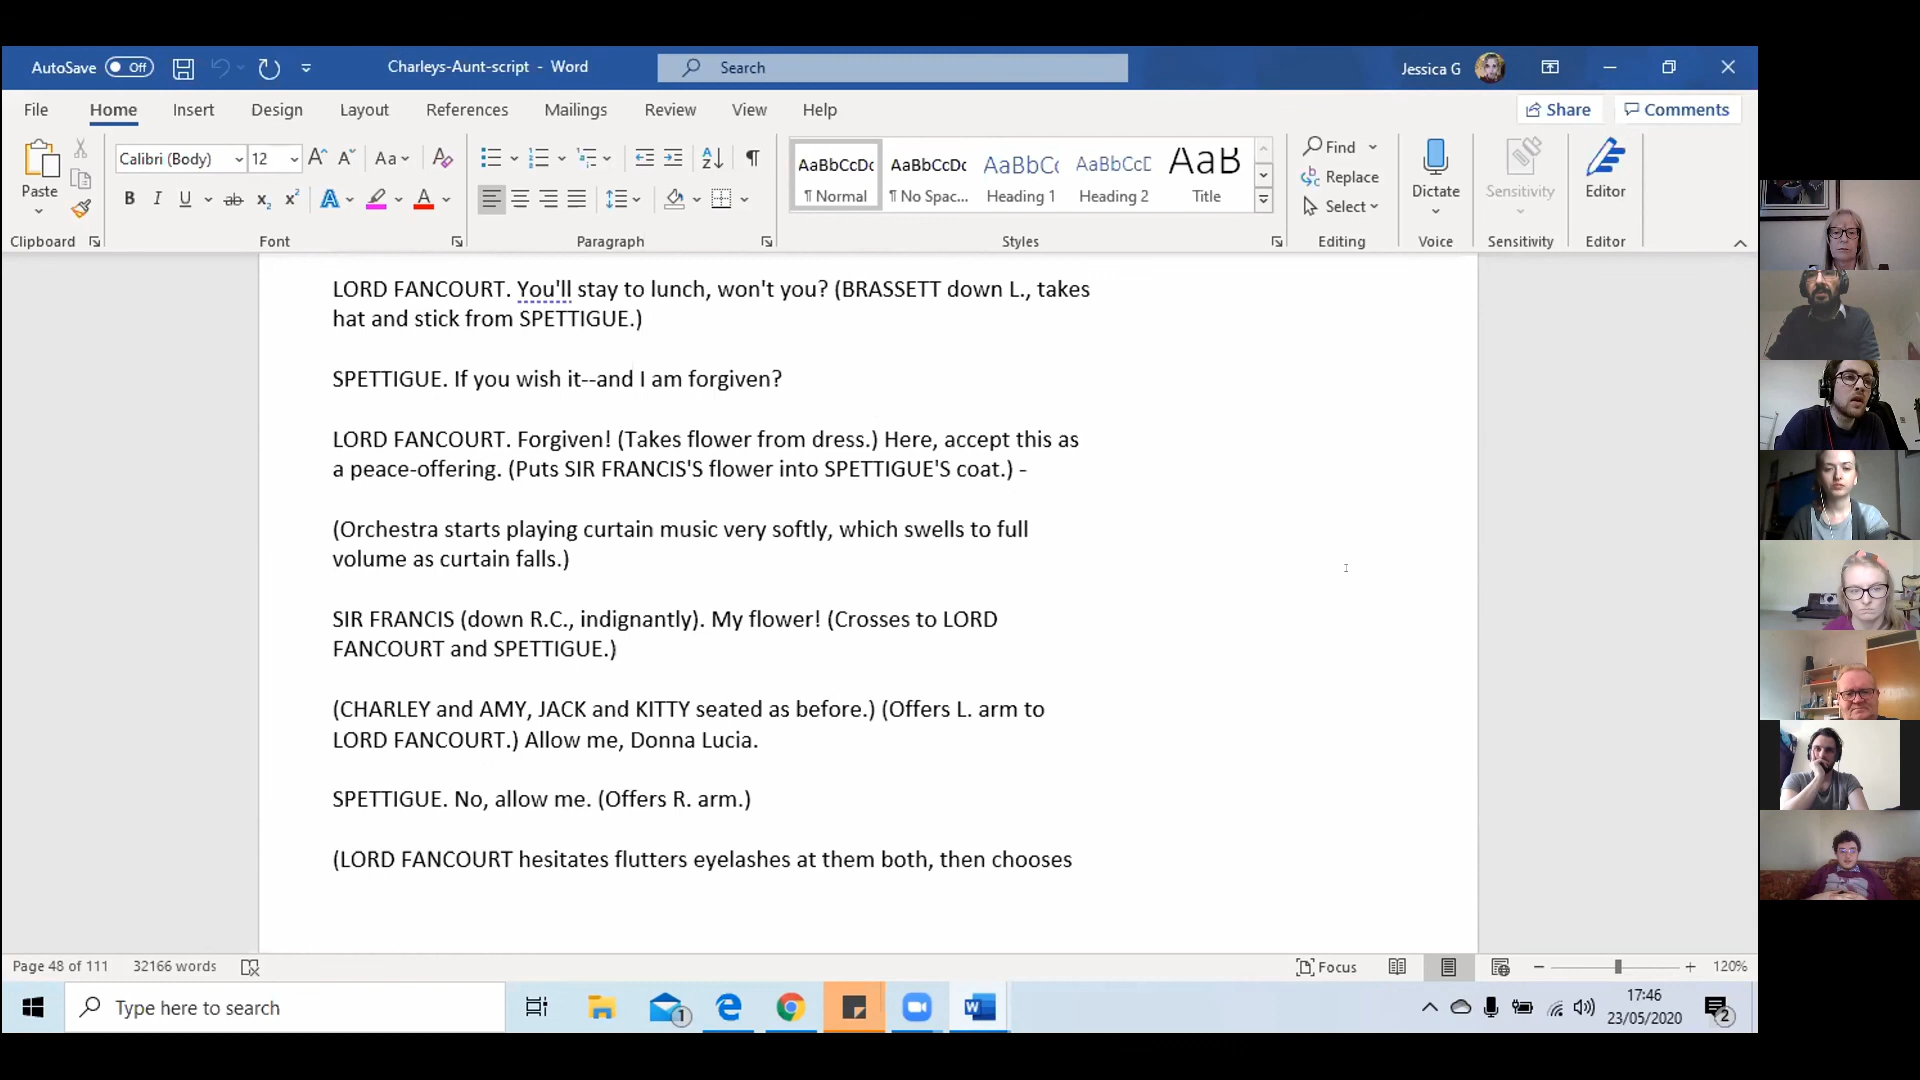 AutoSave Off Charleys-Aunt-script - Word Search Jessica G
File Home Insert Design Layout References Mailings Review View Help Share Comments
Paste Calibri (Body) 12 Aa AaBbCcDc AaBbCcDc AaBbCc AaBbCcD AaB Find Replace Select Dictate Sensitivity Editor
¶ Normal ¶ No Spac... Heading 1 Heading 2 Title
Clipboard Font Paragraph Styles Editing Voice Sensitivity Editor
LORD FANCOURT. You'll stay to lunch, won't you? (BRASSETT down L., takes
hat and stick from SPETTIGUE.)
SPETTIGUE. If you wish it--and I am forgiven?
LORD FANCOURT. Forgiven! (Takes flower from dress.) Here, accept this as
a peace-offering. (Puts SIR FRANCIS'S flower into SPETTIGUE'S coat.) -
(Orchestra starts playing curtain music very softly, which swells to full
volume as curtain falls.)
SIR FRANCIS (down R.C., indignantly). My flower! (Crosses to LORD
FANCOURT and SPETTIGUE.)
(CHARLEY and AMY, JACK and KITTY seated as before.) (Offers L. arm to
LORD FANCOURT.) Allow me, Donna Lucia.
SPETTIGUE. No, allow me. (Offers R. arm.)
(LORD FANCOURT hesitates flutters eyelashes at them both, then chooses
Page 48 of 111 32166 words Focus 120%
Type here to search 1 17:46
23/05/2020 2